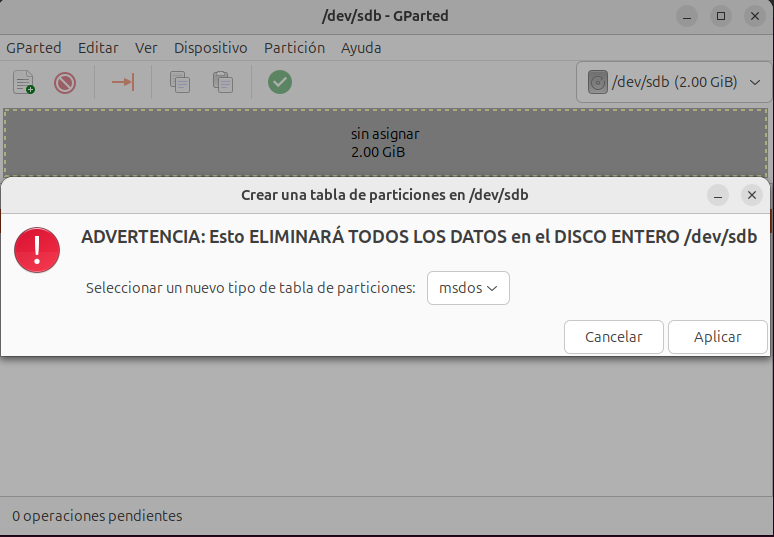 /dev/sdb - GParted
GParted Editar Ver Dispositivo Partición Ayuda
/dev/sdb (2.00 GiB)
sin asignar
2.00 GiB
Crear una tabla de particiones en /dev/sdb
ADVERTENCIA: Esto ELIMINARÁ TODOS LOS DATOS en el DISCO ENTERO /dev/sdb
Seleccionar un nuevo tipo de tabla de particiones: msdos
Cancelar Aplicar
0 operaciones pendientes